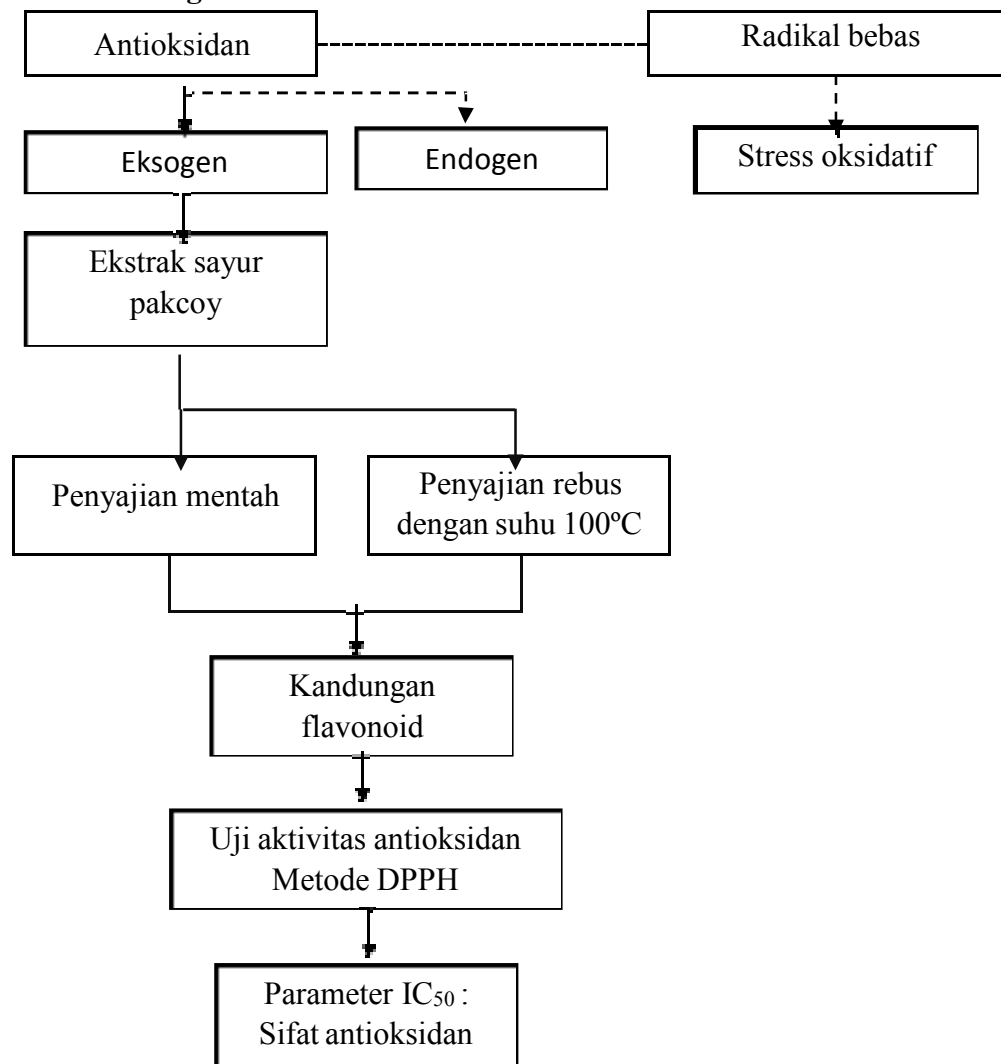 Antioksidan
Radikal bebas
Eksogen
Endogen
Stress oksidatif
Ekstrak sayur
pakcoy
Penyajian mentah
Penyajian rebus
dengan suhu 100ºC
Kandungan
flavonoid
Uji aktivitas antioksidan
Metode DPPH
Parameter IC₅₀ :
Sifat antioksidan